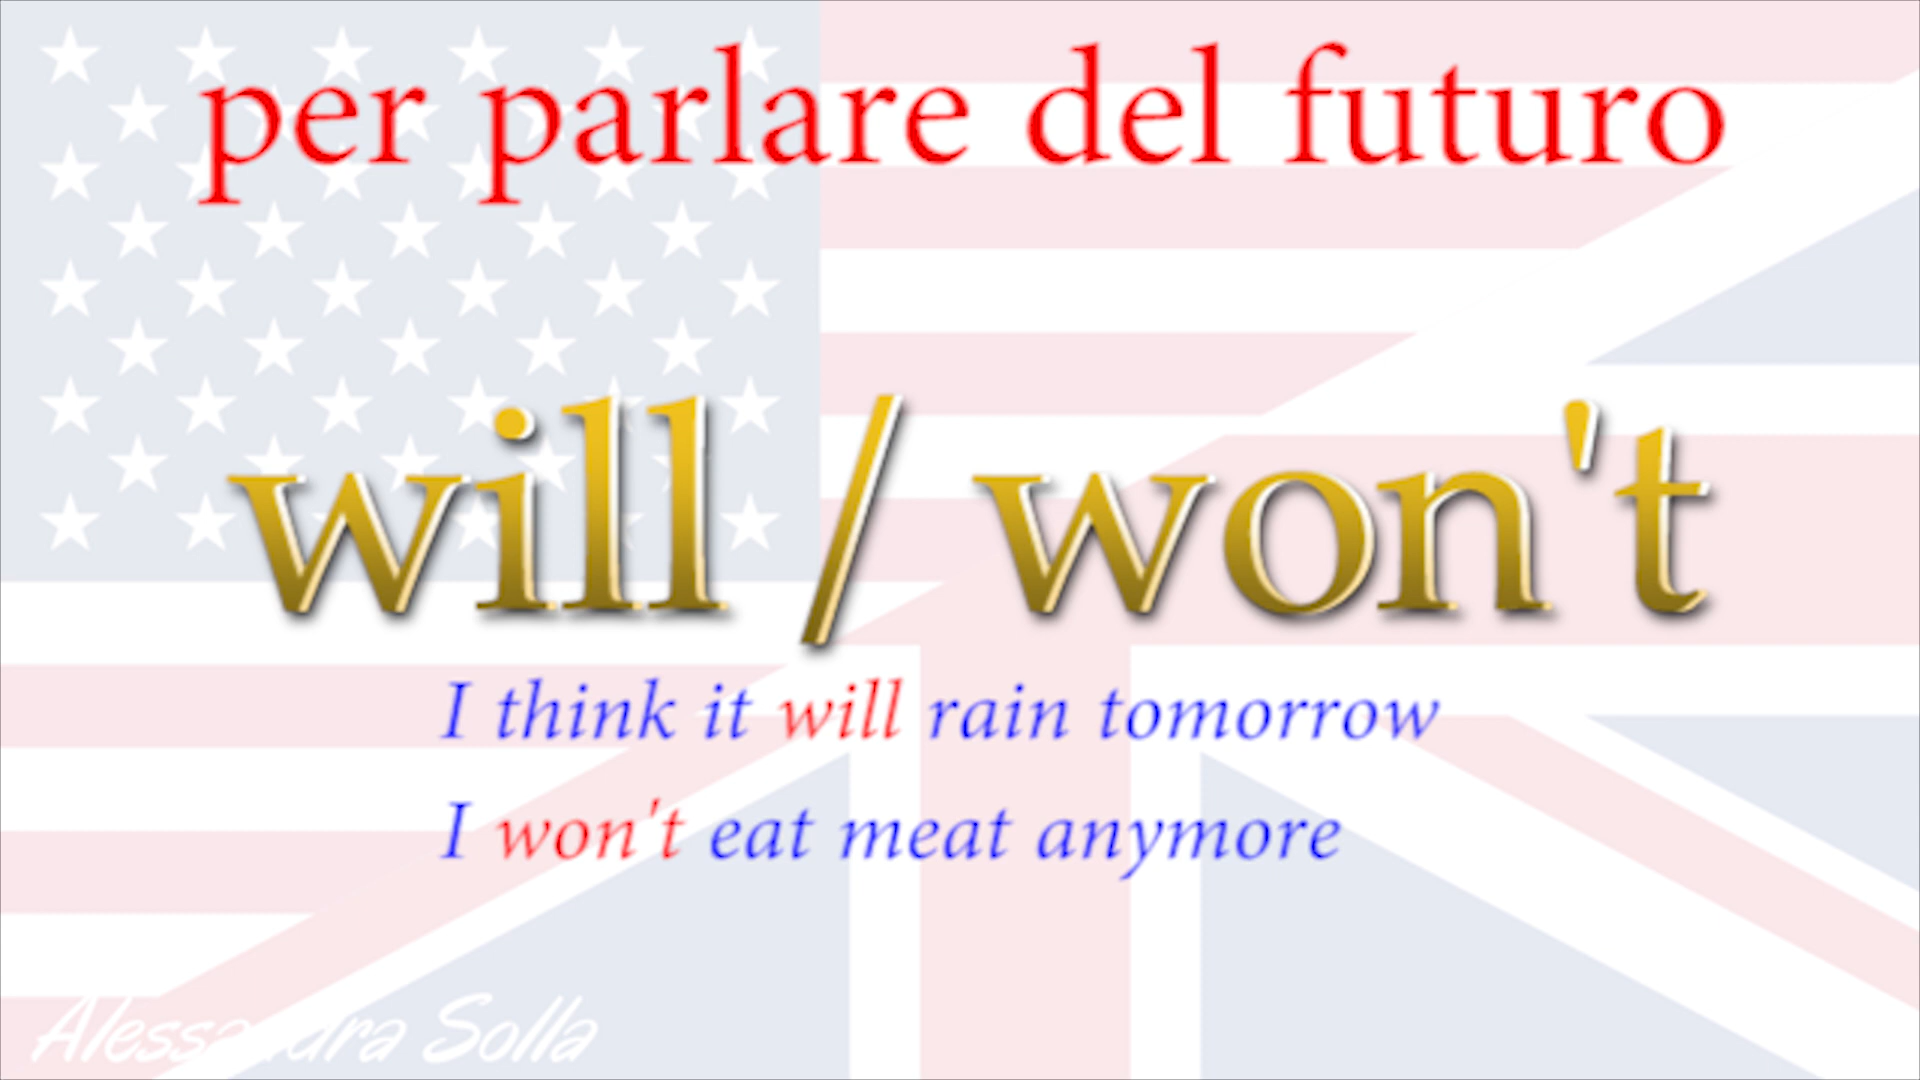 per parlare del futuro
will / won't
I think it will rain tomorrow
I won't eat meat anymore
Alessandra Solla